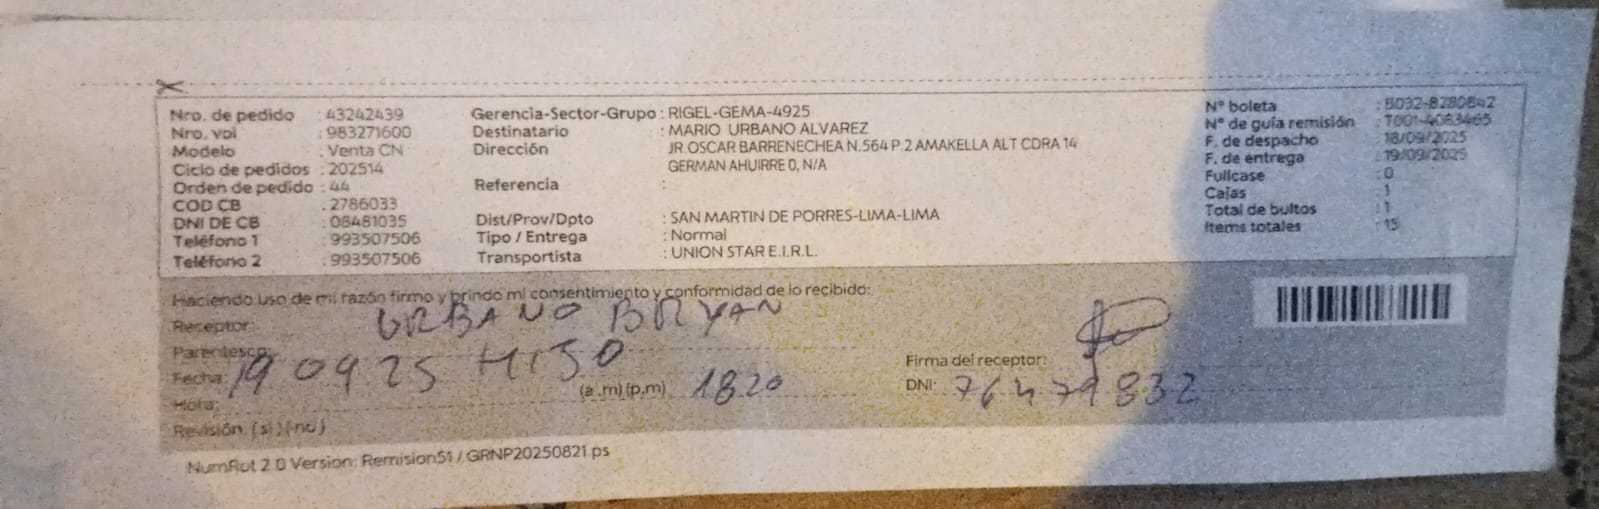 Nro. de pedido : 43242439
Nro. vol : 983271600
Modelo : Venta CN
Ciclo de pedidos : 202514
Orden de pedido : 44
COD CB : 2786033
DNI DE CB : 08481035
Teléfono 1 : 993507506
Teléfono 2 : 993507506
Gerencia-Sector-Grupo : RIGEL-GEMA-4925
Destinatario : MARIO URBANO ALVAREZ
Dirección : JR.OSCAR BARRENECHEA N.564 P.2 AMAKELLA ALT CDRA 14
GERMAN AHUIRRE 0, N/A
Referencia :
Dist/Prov/Dpto : SAN MARTIN DE PORRES-LIMA-LIMA
Tipo / Entrega : Normal
Transportista : UNION STAR E.I.R.L.
N° boleta : B032-8280842
N° de guía remisión : T001-4083465
F. de despacho : 18/09/2025
F. de entrega : 19/09/2025
Fullcase : 0
Cajas : 1
Total de bultos : 1
Items totales : 15
Haciendo uso de mi razón firmo y brindo mi consentimiento y conformidad de lo recibido:
Receptor: URBANO BRYAN
Parentesco: HIJO
Fecha: 19 09 25
Hora: (a .m) (p.m) 1820
Revisión. ( si ) ( no )
Firma del receptor:
DNI: 76479832
NumRot 2.0 Version: Remision51 / GRNP20250821.ps